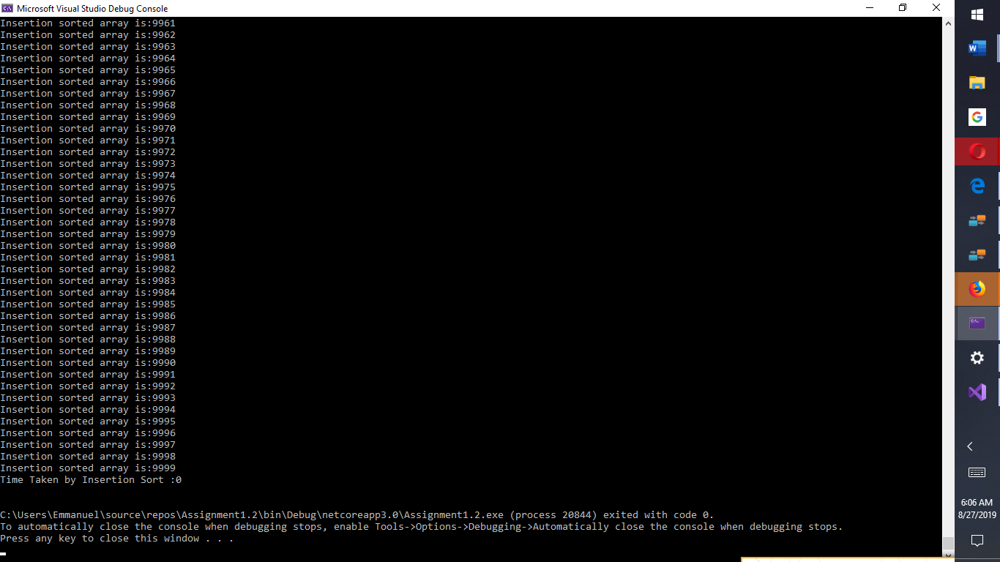 Microsoft Visual Studio Debug Console
Insertion sorted array is:9961
Insertion sorted array is:9962
Insertion sorted array is:9963
Insertion sorted array is:9964
Insertion sorted array is:9965
Insertion sorted array is:9966
Insertion sorted array is:9967
Insertion sorted array is:9968
Insertion sorted array is:9969
Insertion sorted array is:9970
Insertion sorted array is:9971
Insertion sorted array is:9972
Insertion sorted array is:9973
Insertion sorted array is:9974
Insertion sorted array is:9975
Insertion sorted array is:9976
Insertion sorted array is:9977
Insertion sorted array is:9978
Insertion sorted array is:9979
Insertion sorted array is:9980
Insertion sorted array is:9981
Insertion sorted array is:9982
Insertion sorted array is:9983
Insertion sorted array is:9984
Insertion sorted array is:9985
Insertion sorted array is:9986
Insertion sorted array is:9987
Insertion sorted array is:9988
Insertion sorted array is:9989
Insertion sorted array is:9990
Insertion sorted array is:9991
Insertion sorted array is:9992
Insertion sorted array is:9993
Insertion sorted array is:9994
Insertion sorted array is:9995
Insertion sorted array is:9996
Insertion sorted array is:9997
Insertion sorted array is:9998
Insertion sorted array is:9999
Time Taken by Insertion Sort :0
C:\Users\Emmanuel\source\repos\Assignment1.2\bin\Debug\netcoreapp3.0\Assignment1.2.exe (process 20844) exited with code 0.
To automatically close the console when debugging stops, enable Tools->Options->Debugging->Automatically close the console when debugging stops.
Press any key to close this window . . .
6:06 AM
8/27/2019